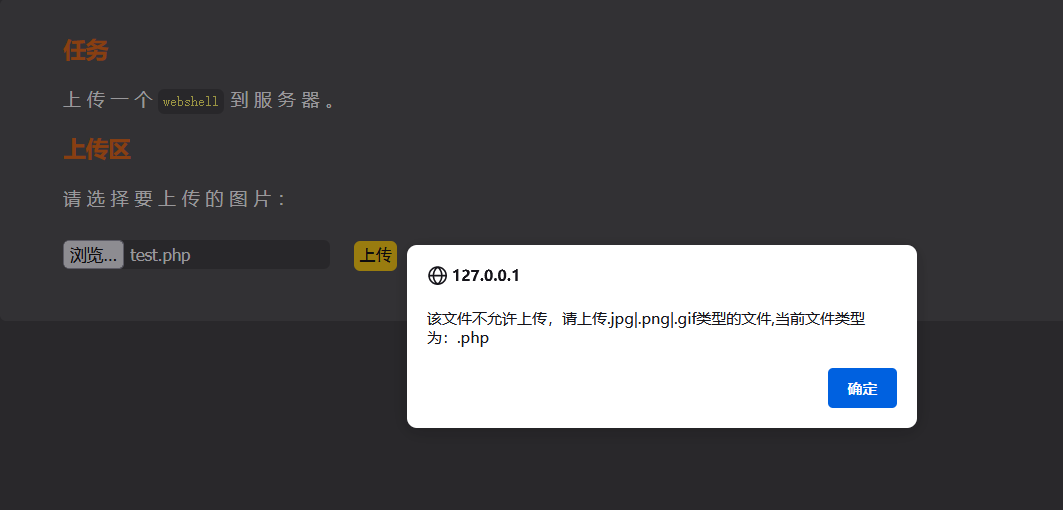 任务
上传一个 webshell 到服务器。
上传区
请选择要上传的图片：
浏览... test.php 上传
127.0.0.1
该文件不允许上传，请上传.jpg|.png|.gif类型的文件,当前文件类型
为：.php
确定